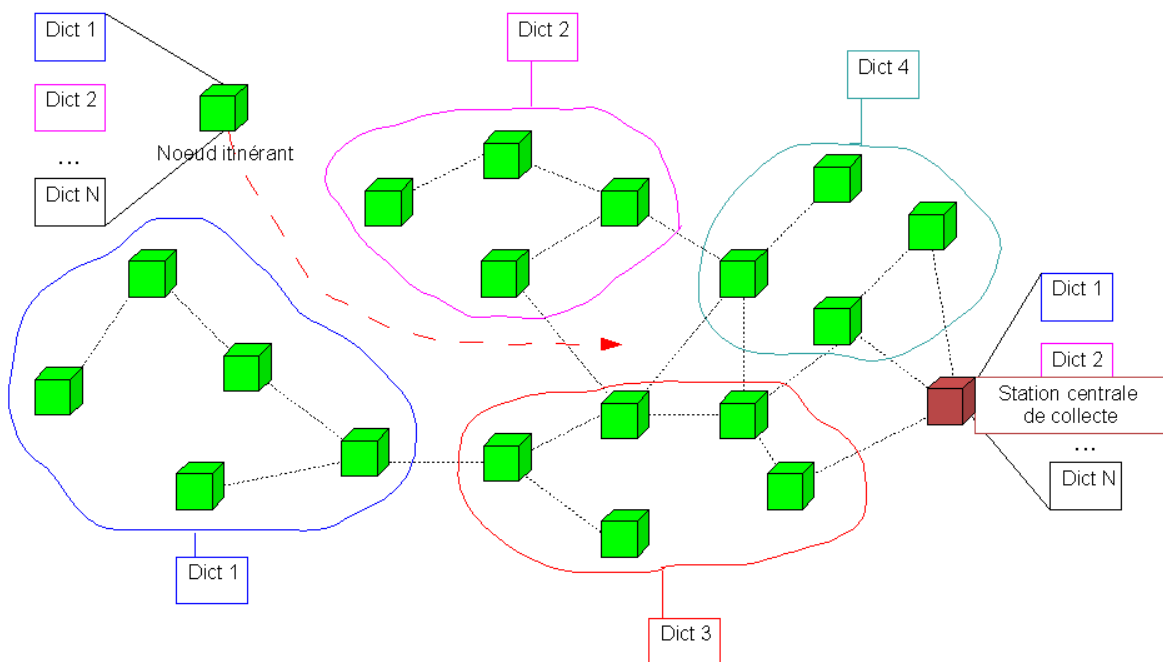 Dict 1
Dict 2
...
Dict N
Noeud itinérant
Dict 2
Dict 4
Dict 1
Dict 2
Station centrale
de collecte
...
Dict N
Dict 1
Dict 3